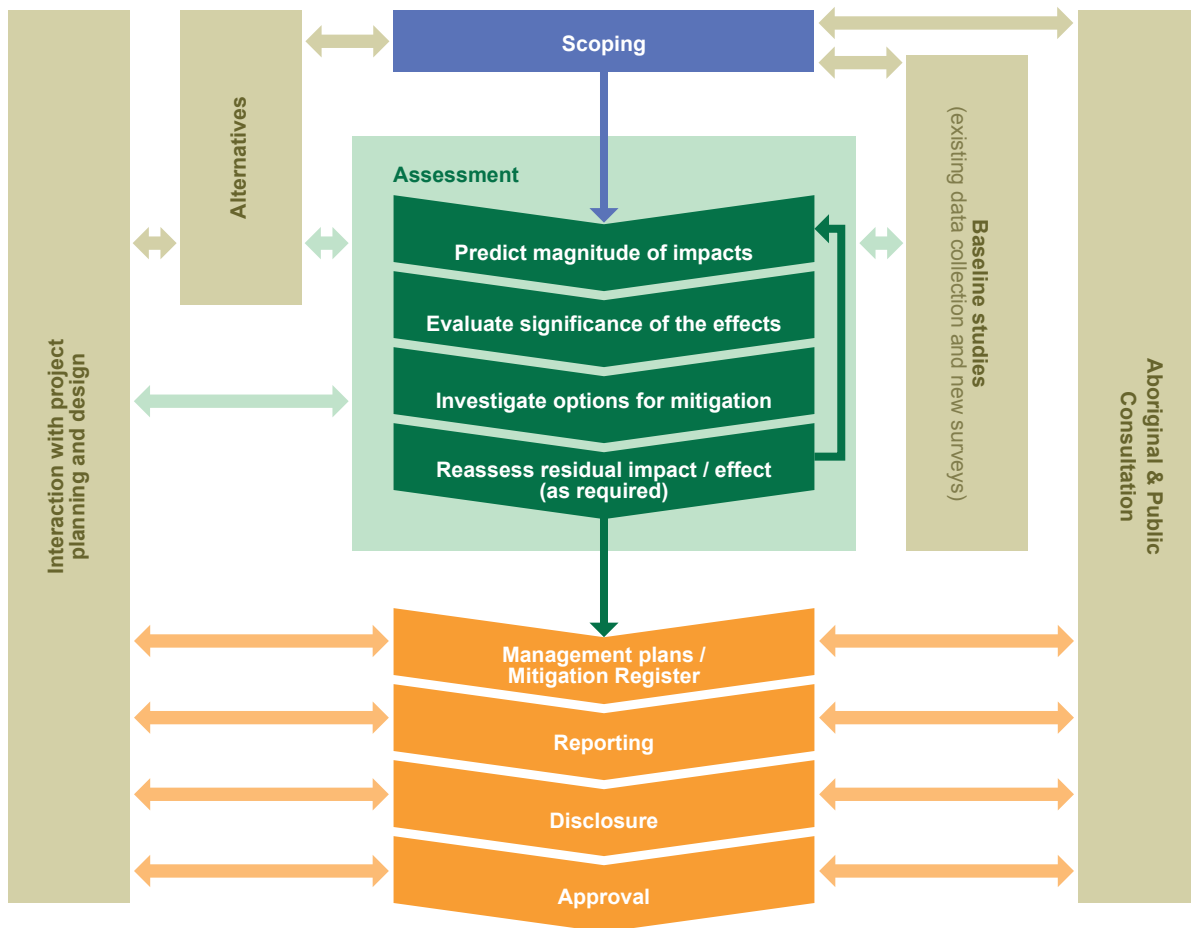 Scoping
Interaction with project
planning and design
Alternatives
Assessment
Predict magnitude of impacts
Evaluate significance of the effects
Investigate options for mitigation
Reassess residual impact / effect
(as required)
Baseline studies
(existing data collection and new surveys)
Aboriginal & Public
Consultation
Management plans /
Mitigation Register
Reporting
Disclosure
Approval